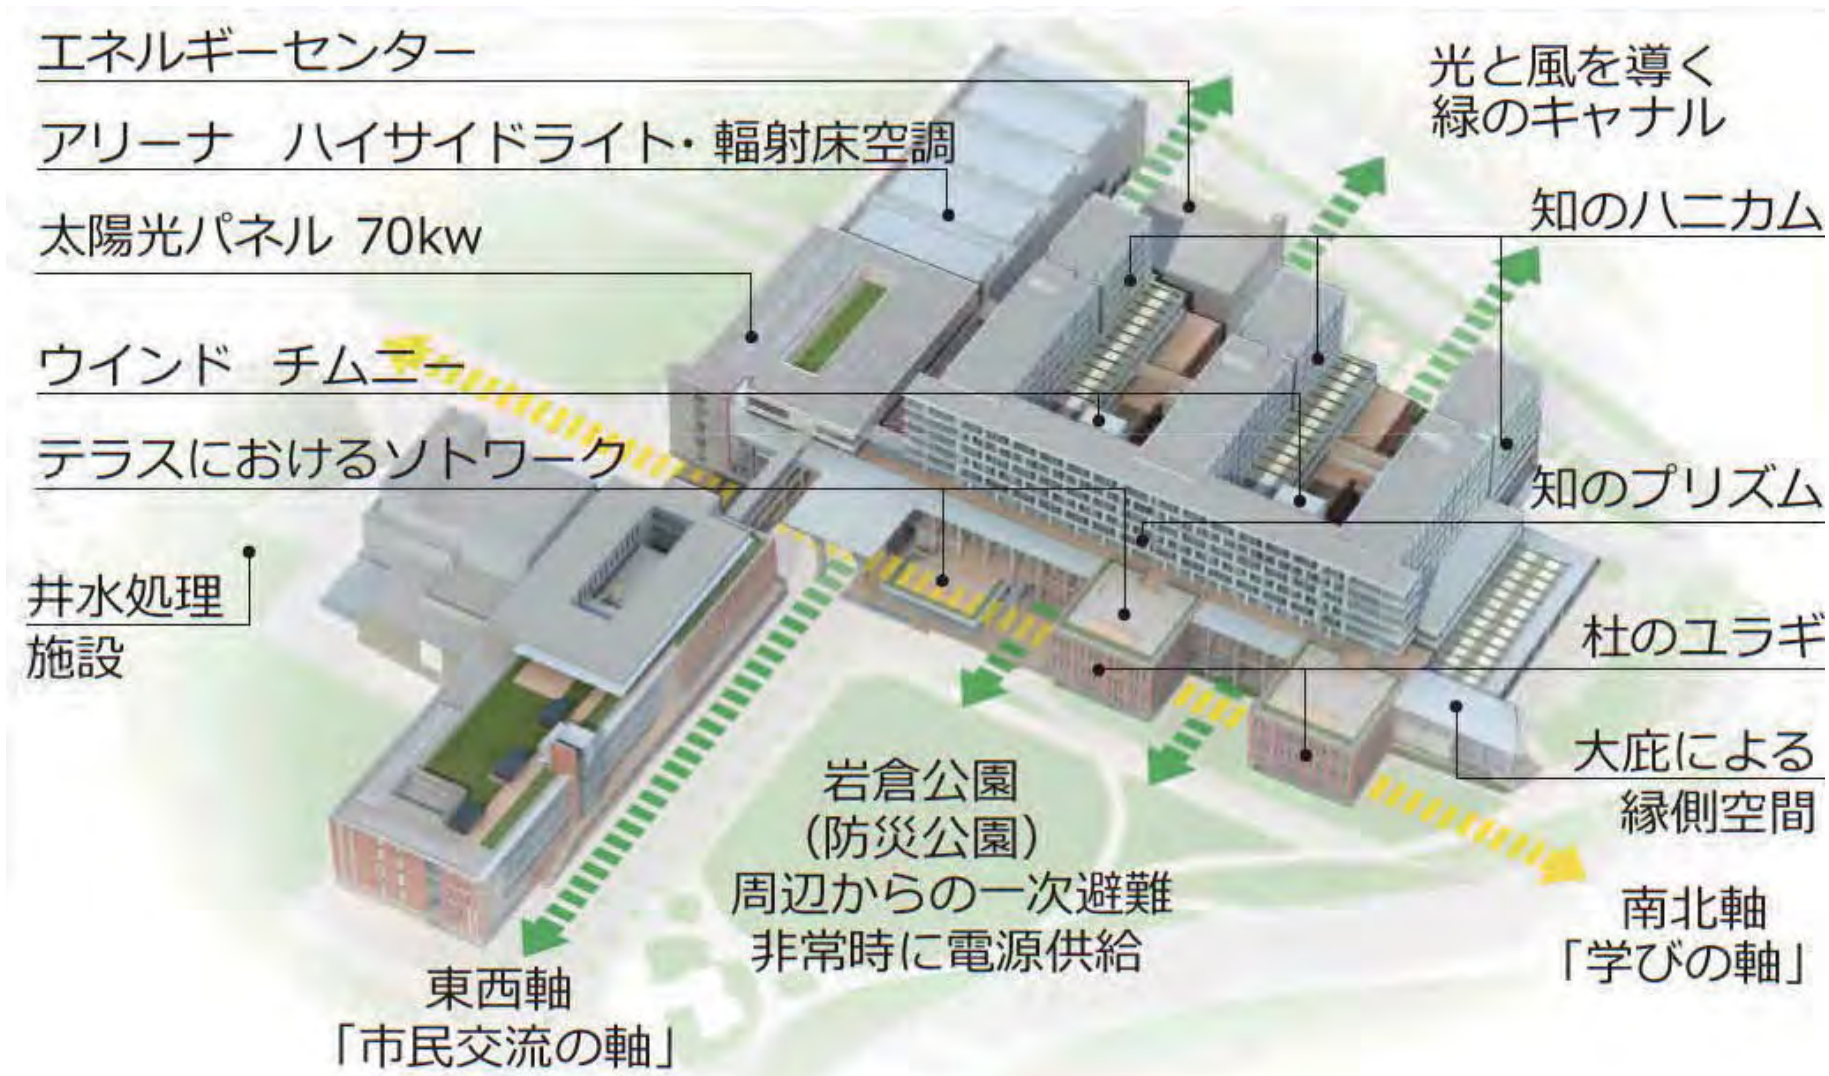 エネルギーセンター
アリーナ　ハイサイドライト・輻射床空調
太陽光パネル 70kw
ウインド　チムニー
テラスにおけるソトワーク
井水処理
施設
光と風を導く
緑のキャナル
知のハニカム
知のプリズム
杜のユラギ
大庇による
縁側空間
南北軸
「学びの軸」
岩倉公園
（防災公園）
周辺からの一次避難
非常時に電源供給
東西軸
「市民交流の軸」